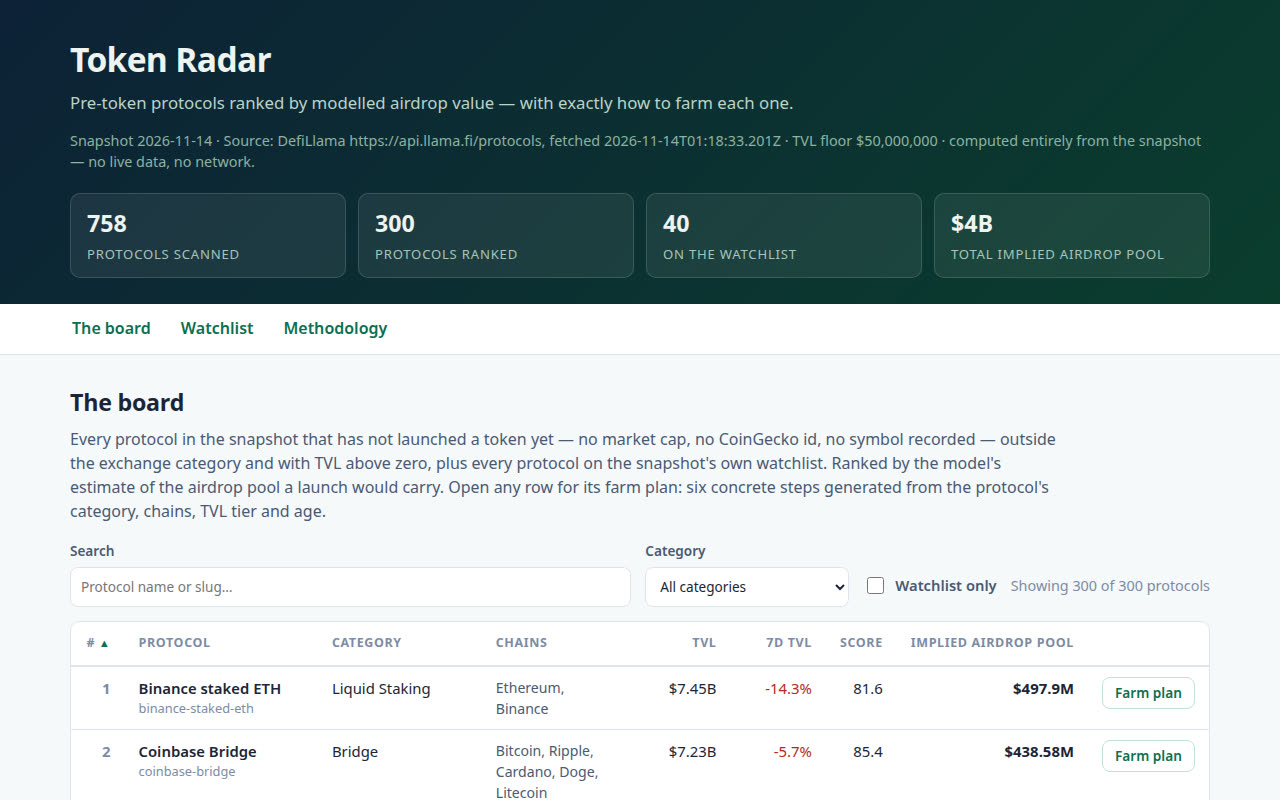 Token Radar
Pre-token protocols ranked by modelled airdrop value — with exactly how to farm each one.
Snapshot 2026-11-14 · Source: DefiLlama https://api.llama.fi/protocols, fetched 2026-11-14T01:18:33.201Z · TVL floor $50,000,000 · computed entirely from the snapshot
— no live data, no network.
758
PROTOCOLS SCANNED
300
PROTOCOLS RANKED
40
ON THE WATCHLIST
$4B
TOTAL IMPLIED AIRDROP POOL
The board Watchlist Methodology
The board
Every protocol in the snapshot that has not launched a token yet — no market cap, no CoinGecko id, no symbol recorded — outside
the exchange category and with TVL above zero, plus every protocol on the snapshot's own watchlist. Ranked by the model's
estimate of the airdrop pool a launch would carry. Open any row for its farm plan: six concrete steps generated from the protocol's
category, chains, TVL tier and age.
Search
Protocol name or slug...
Category
All categories
Watchlist only
Showing 300 of 300 protocols
# ▲ PROTOCOL CATEGORY CHAINS TVL 7D TVL SCORE IMPLIED AIRDROP POOL
1 Binance staked ETH Liquid Staking Ethereum, $7.45B -14.3% 81.6 $497.9M Farm plan
binance-staked-eth Binance
2 Coinbase Bridge Bridge Bitcoin, Ripple, $7.23B -5.7% 85.4 $438.58M Farm plan
coinbase-bridge Cardano, Doge,
Litecoin